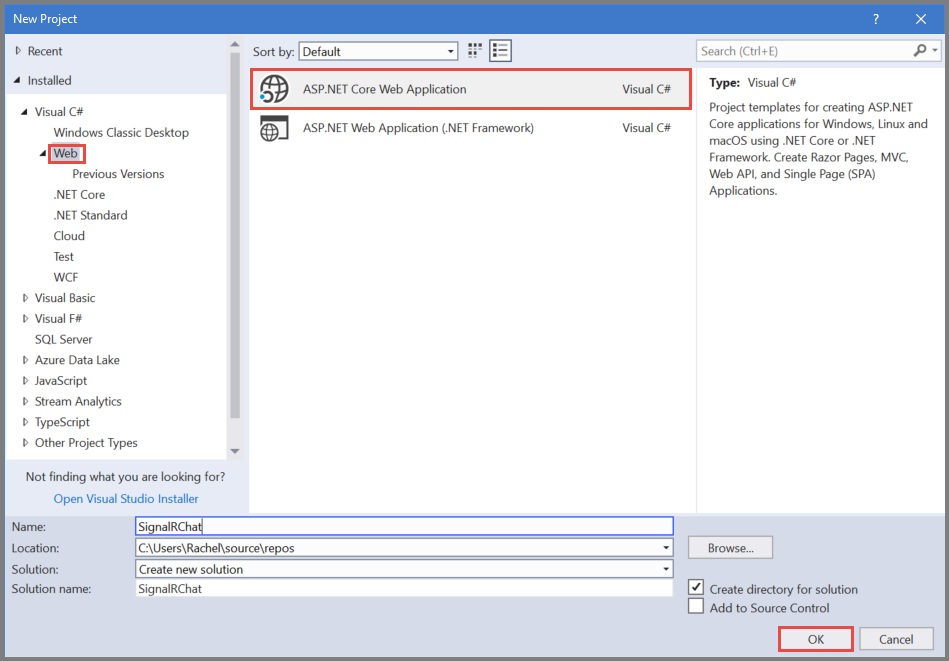 New Project
?
Recent
Installed
Visual C#
Windows Classic Desktop
Web
Previous Versions
.NET Core
.NET Standard
Cloud
Test
WCF
Visual Basic
Visual F#
SQL Server
Azure Data Lake
JavaScript
Stream Analytics
TypeScript
Other Project Types
Not finding what you are looking for?
Open Visual Studio Installer
Sort by: Default
ASP.NET Core Web Application Visual C#
ASP.NET Web Application (.NET Framework) Visual C#
Search (Ctrl+E)
Type: Visual C#
Project templates for creating ASP.NET
Core applications for Windows, Linux and
macOS using .NET Core or .NET
Framework. Create Razor Pages, MVC,
Web API, and Single Page (SPA)
Applications.
Name: SignalRChat
Location: C:\Users\Rachel\source\repos
Browse...
Solution: Create new solution
Solution name: SignalRChat
Create directory for solution
Add to Source Control
OK Cancel